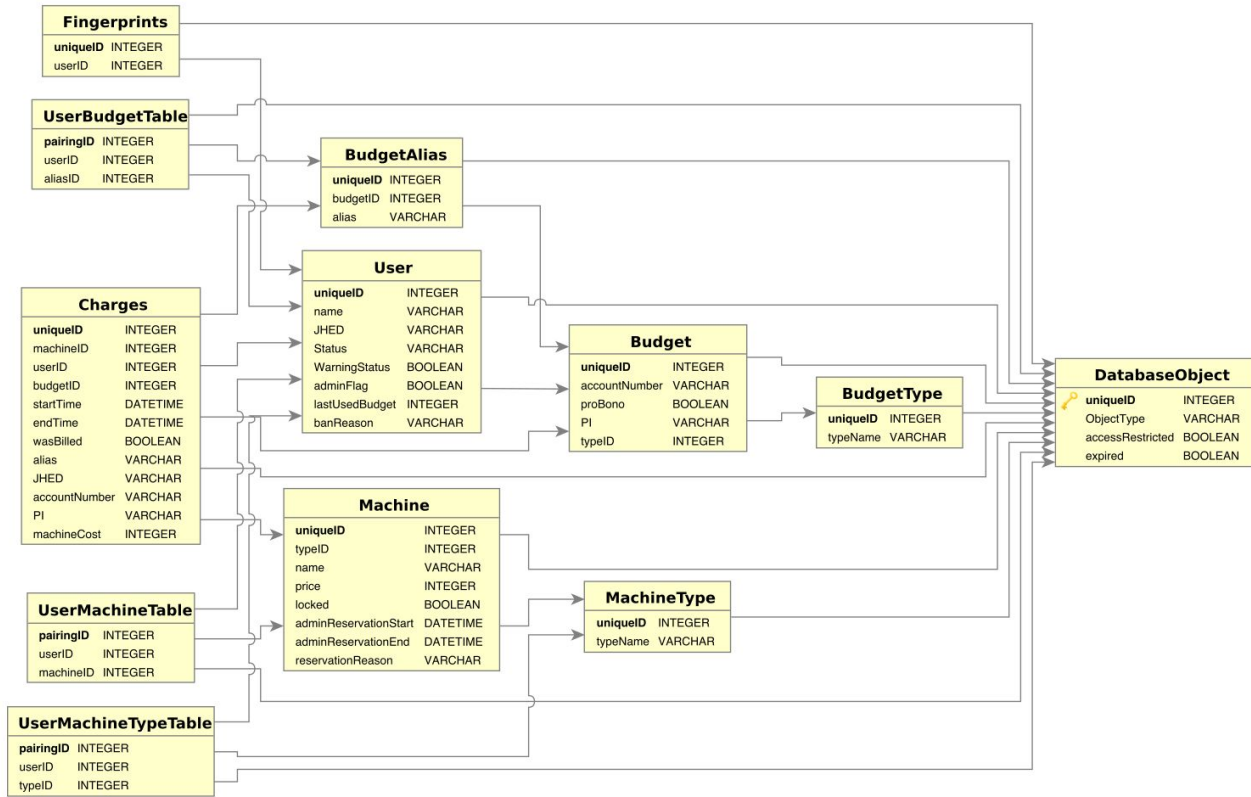 Fingerprints
uniqueID INTEGER
userID INTEGER
UserBudgetTable
pairingID INTEGER
userID INTEGER
aliasID INTEGER
BudgetAlias
uniqueID INTEGER
budgetID INTEGER
alias VARCHAR
User
uniqueID INTEGER
name VARCHAR
JHED VARCHAR
Status VARCHAR
WarningStatus BOOLEAN
adminFlag BOOLEAN
lastUsedBudget INTEGER
banReason VARCHAR
Charges
uniqueID INTEGER
machineID INTEGER
userID INTEGER
budgetID INTEGER
startTime DATETIME
endTime DATETIME
wasBilled BOOLEAN
alias VARCHAR
JHED VARCHAR
accountNumber VARCHAR
PI VARCHAR
machineCost INTEGER
Budget
uniqueID INTEGER
accountNumber VARCHAR
proBono BOOLEAN
PI VARCHAR
typeID INTEGER
BudgetType
uniqueID INTEGER
typeName VARCHAR
DatabaseObject
uniqueID INTEGER
ObjectType VARCHAR
accessRestricted BOOLEAN
expired BOOLEAN
Machine
uniqueID INTEGER
typeID INTEGER
name VARCHAR
price INTEGER
locked BOOLEAN
adminReservationStart DATETIME
adminReservationEnd DATETIME
reservationReason VARCHAR
MachineType
uniqueID INTEGER
typeName VARCHAR
UserMachineTable
pairingID INTEGER
userID INTEGER
machineID INTEGER
UserMachineTypeTable
pairingID INTEGER
userID INTEGER
typeID INTEGER